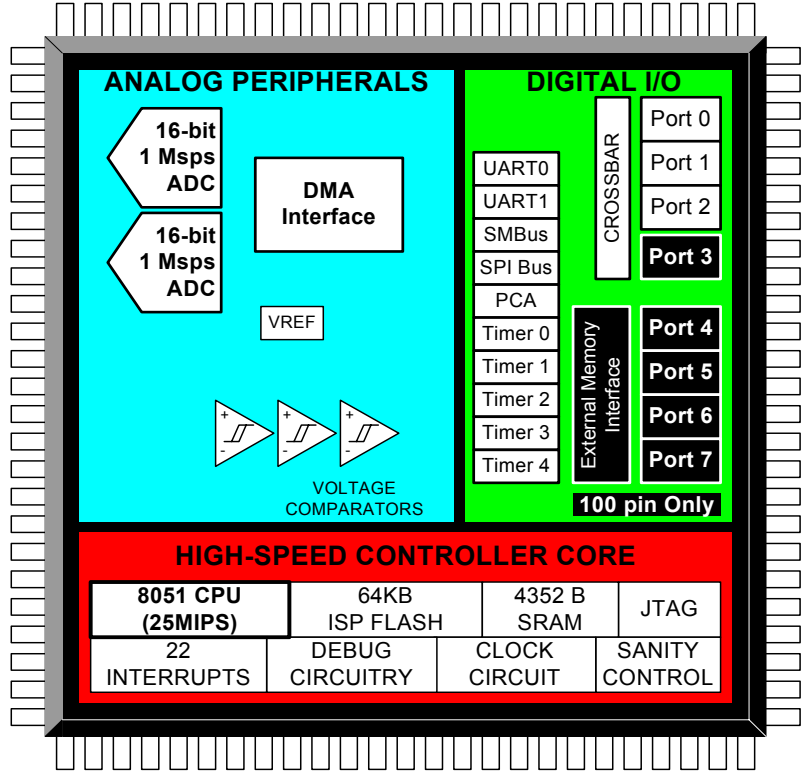 ANALOG PERIPHERALS
16-bit
1 Msps
ADC
16-bit
1 Msps
ADC
DMA
Interface
VREF
+
-
+
-
+
-
VOLTAGE
COMPARATORS
DIGITAL I/O
UART0
UART1
SMBus
SPI Bus
PCA
Timer 0
Timer 1
Timer 2
Timer 3
Timer 4
CROSSBAR
Port 0
Port 1
Port 2
Port 3
External Memory
Interface
Port 4
Port 5
Port 6
Port 7
100 pin Only
HIGH-SPEED CONTROLLER CORE
8051 CPU
(25MIPS)
64KB
ISP FLASH
4352 B
SRAM
JTAG
22
INTERRUPTS
DEBUG
CIRCUITRY
CLOCK
CIRCUIT
SANITY
CONTROL